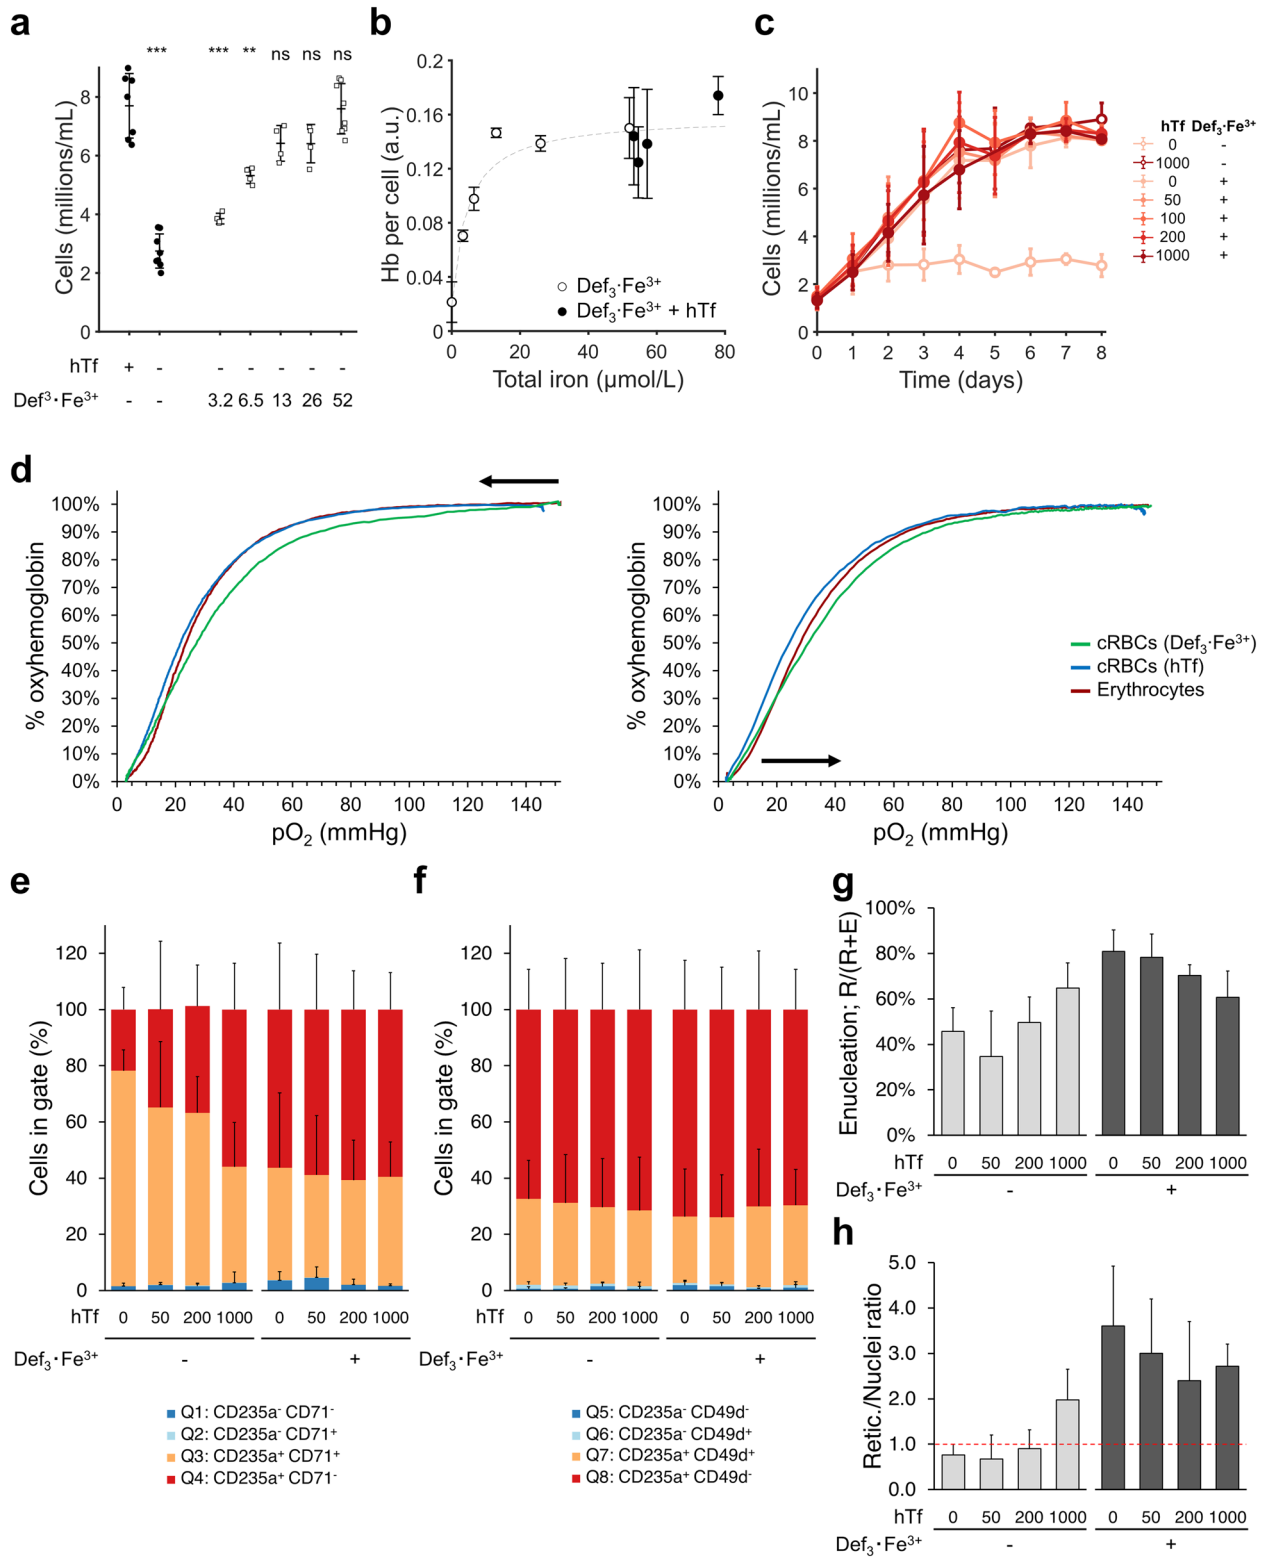 a
*** *** ** ns ns ns
Cells (millions/mL)
8
6
4
2
0
hTf + - - - - - -
Def³·Fe³⁺ - - 3.2 6.5 13 26 52
b
Hb per cell (a.u.)
0.2
0.16
0.12
0.08
0.04
0
Def₃·Fe³⁺
Def₃·Fe³⁺ + hTf
0 20 40 60 80
Total iron (μmol/L)
c
Cells (millions/mL)
10
8
6
4
2
0
0 1 2 3 4 5 6 7 8
Time (days)
hTf Def₃·Fe³⁺
0 -
1000 -
0 +
50 +
100 +
200 +
1000 +
d
% oxyhemoglobin
100%
90%
80%
70%
60%
50%
40%
30%
20%
10%
0%
0 20 40 60 80 100 120 140
pO₂ (mmHg)
% oxyhemoglobin
100%
90%
80%
70%
60%
50%
40%
30%
20%
10%
0%
0 20 40 60 80 100 120 140
pO₂ (mmHg)
cRBCs (Def₃·Fe³⁺)
cRBCs (hTf)
Erythrocytes
e
Cells in gate (%)
120
100
80
60
40
20
0
hTf 0 50 200 1000 0 50 200 1000
Def₃·Fe³⁺ - +
Q1: CD235a⁻ CD71⁻
Q2: CD235a⁻ CD71⁺
Q3: CD235a⁺ CD71⁺
Q4: CD235a⁺ CD71⁻
f
Cells in gate (%)
120
100
80
60
40
20
0
hTf 0 50 200 1000 0 50 200 1000
Def₃·Fe³⁺ - +
Q5: CD235a⁻ CD49d⁻
Q6: CD235a⁻ CD49d⁺
Q7: CD235a⁺ CD49d⁺
Q8: CD235a⁺ CD49d⁻
g
Enucleation; R/(R+E)
100%
80%
60%
40%
20%
0%
hTf 0 50 200 1000 0 50 200 1000
Def₃·Fe³⁺ - +
h
Retic./Nuclei ratio
5.0
4.0
3.0
2.0
1.0
0.0
hTf 0 50 200 1000 0 50 200 1000
Def₃·Fe³⁺ - +